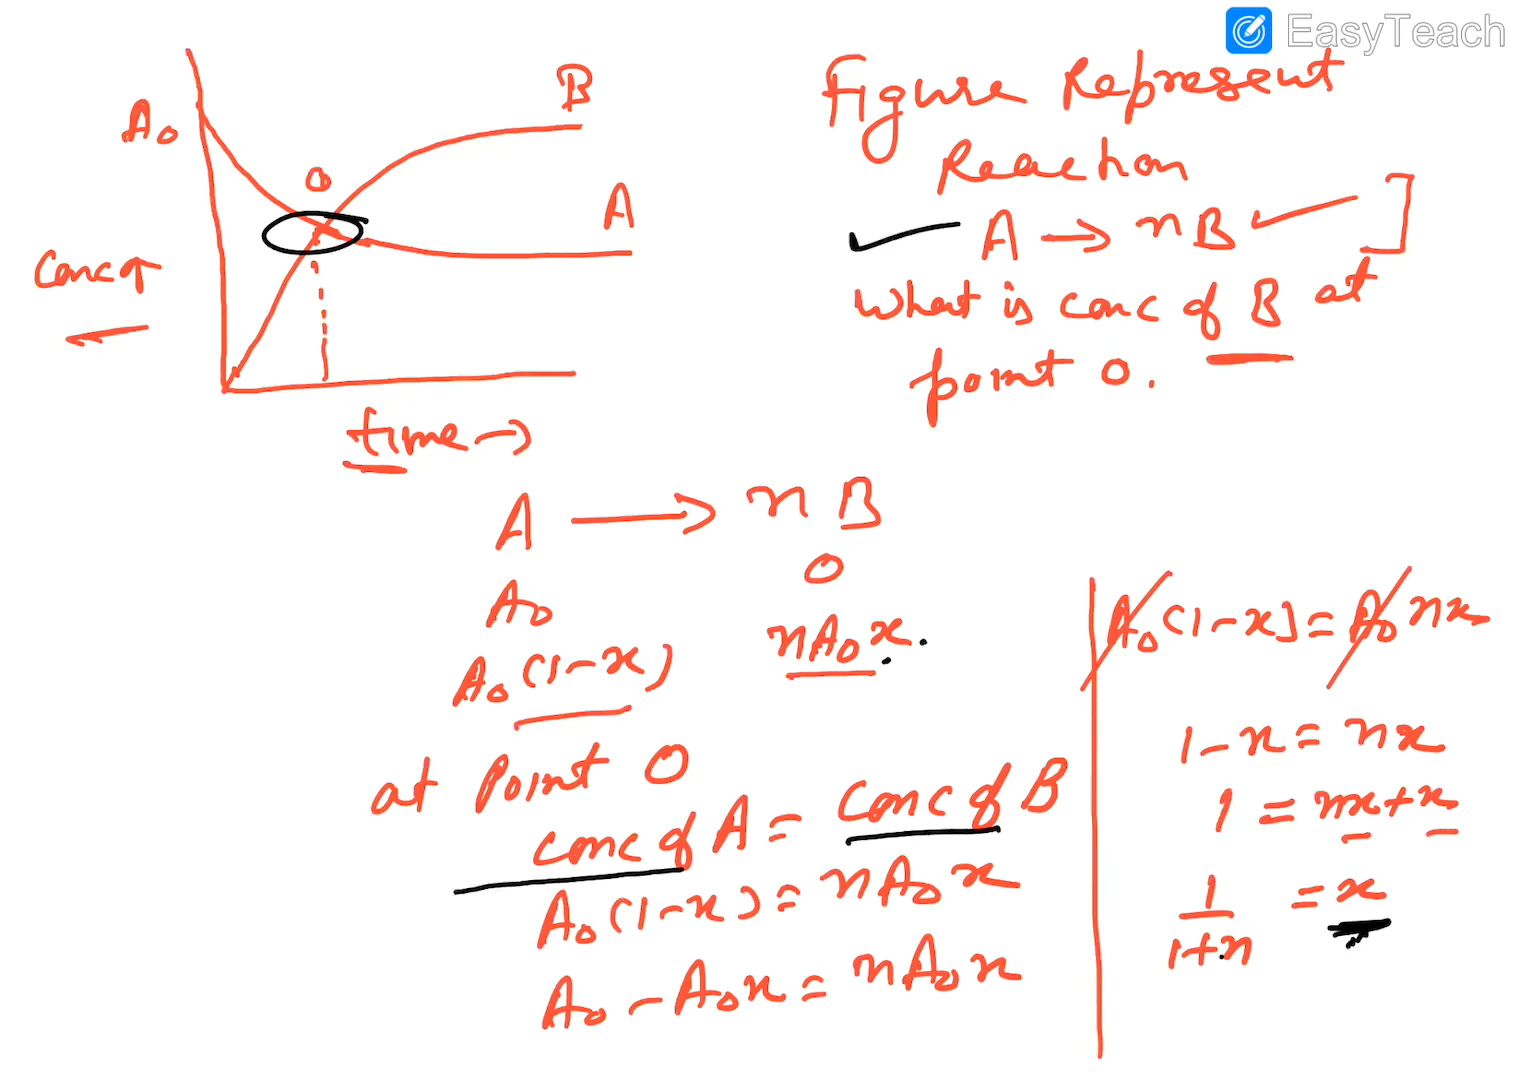 EasyTeach
B
A₀
O
A
Conc↑
time→
Figure Represent
Reaction
A → nB
what is conc of B at
point O.
A → nB
A₀ O
A₀(1-x) nA₀x.
at Point O
conc of A = conc of B
A₀(1-x) = nA₀x
A₀ - A₀x = nA₀x
A₀(1-x) = A₀nx
1-x = nx
1 = nx+x
1/1+n = x